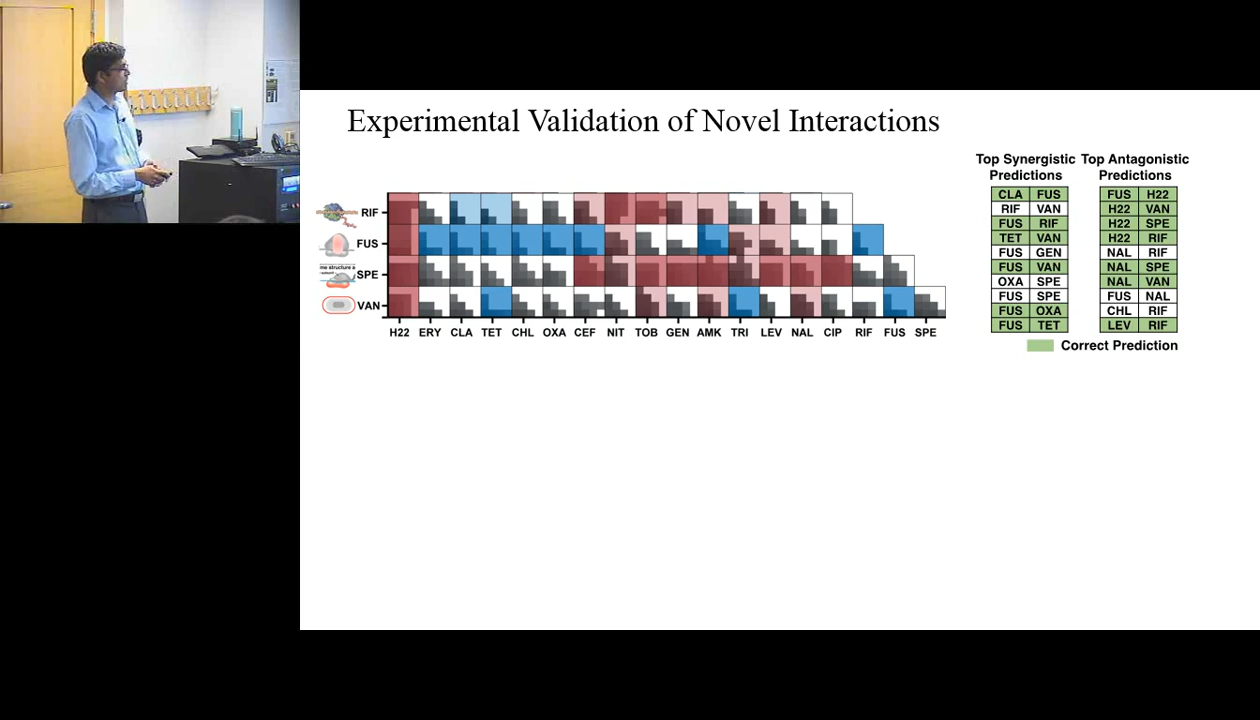 Experimental Validation of Novel Interactions
Top Synergistic Predictions
CLA FUS
RIF VAN
FUS RIF
TET VAN
FUS GEN
FUS VAN
OXA SPE
FUS SPE
FUS OXA
FUS TET
Top Antagonistic Predictions
FUS H22
H22 VAN
H22 SPE
H22 RIF
NAL RIF
NAL SPE
NAL VAN
FUS NAL
CHL RIF
LEV RIF
Correct Prediction
RIF
FUS
me structure a
SPE
VAN
H22 ERY CLA TET CHL OXA CEF NIT TOB GEN AMK TRI LEV NAL CIP RIF FUS SPE